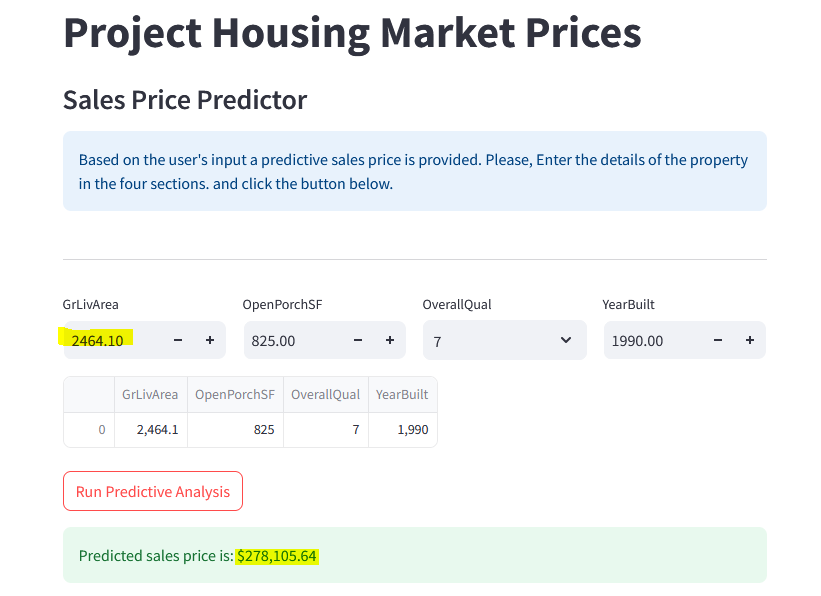 Project Housing Market Prices
Sales Price Predictor
Based on the user's input a predictive sales price is provided. Please, Enter the details of the property
in the four sections. and click the button below.
GrLivArea OpenPorchSF OverallQual YearBuilt
2464.10 − + 825.00 − + 7 1990.00 − +
GrLivArea OpenPorchSF OverallQual YearBuilt
0 2,464.1 825 7 1,990
Run Predictive Analysis
Predicted sales price is: $278,105.64